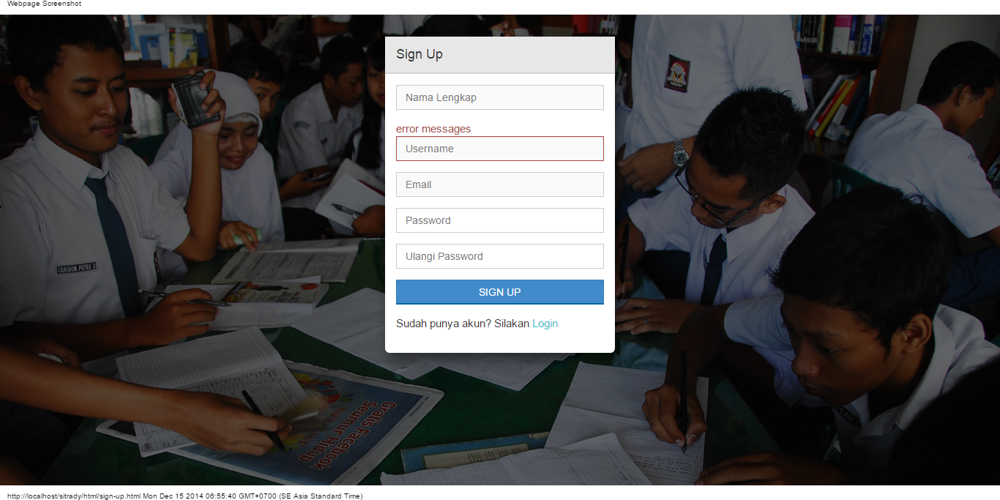 Webpage Screenshot
Sign Up
Nama Lengkap
error messages
Username
Email
Password
Ulangi Password
SIGN UP
Sudah punya akun? Silakan Login
CHAERON PUTRA D
Gratis Facebook
Seumur Hidup
http://localhost/sitrady/html/sign-up.html Mon Dec 15 2014 06:55:40 GMT+0700 (SE Asia Standard Time)